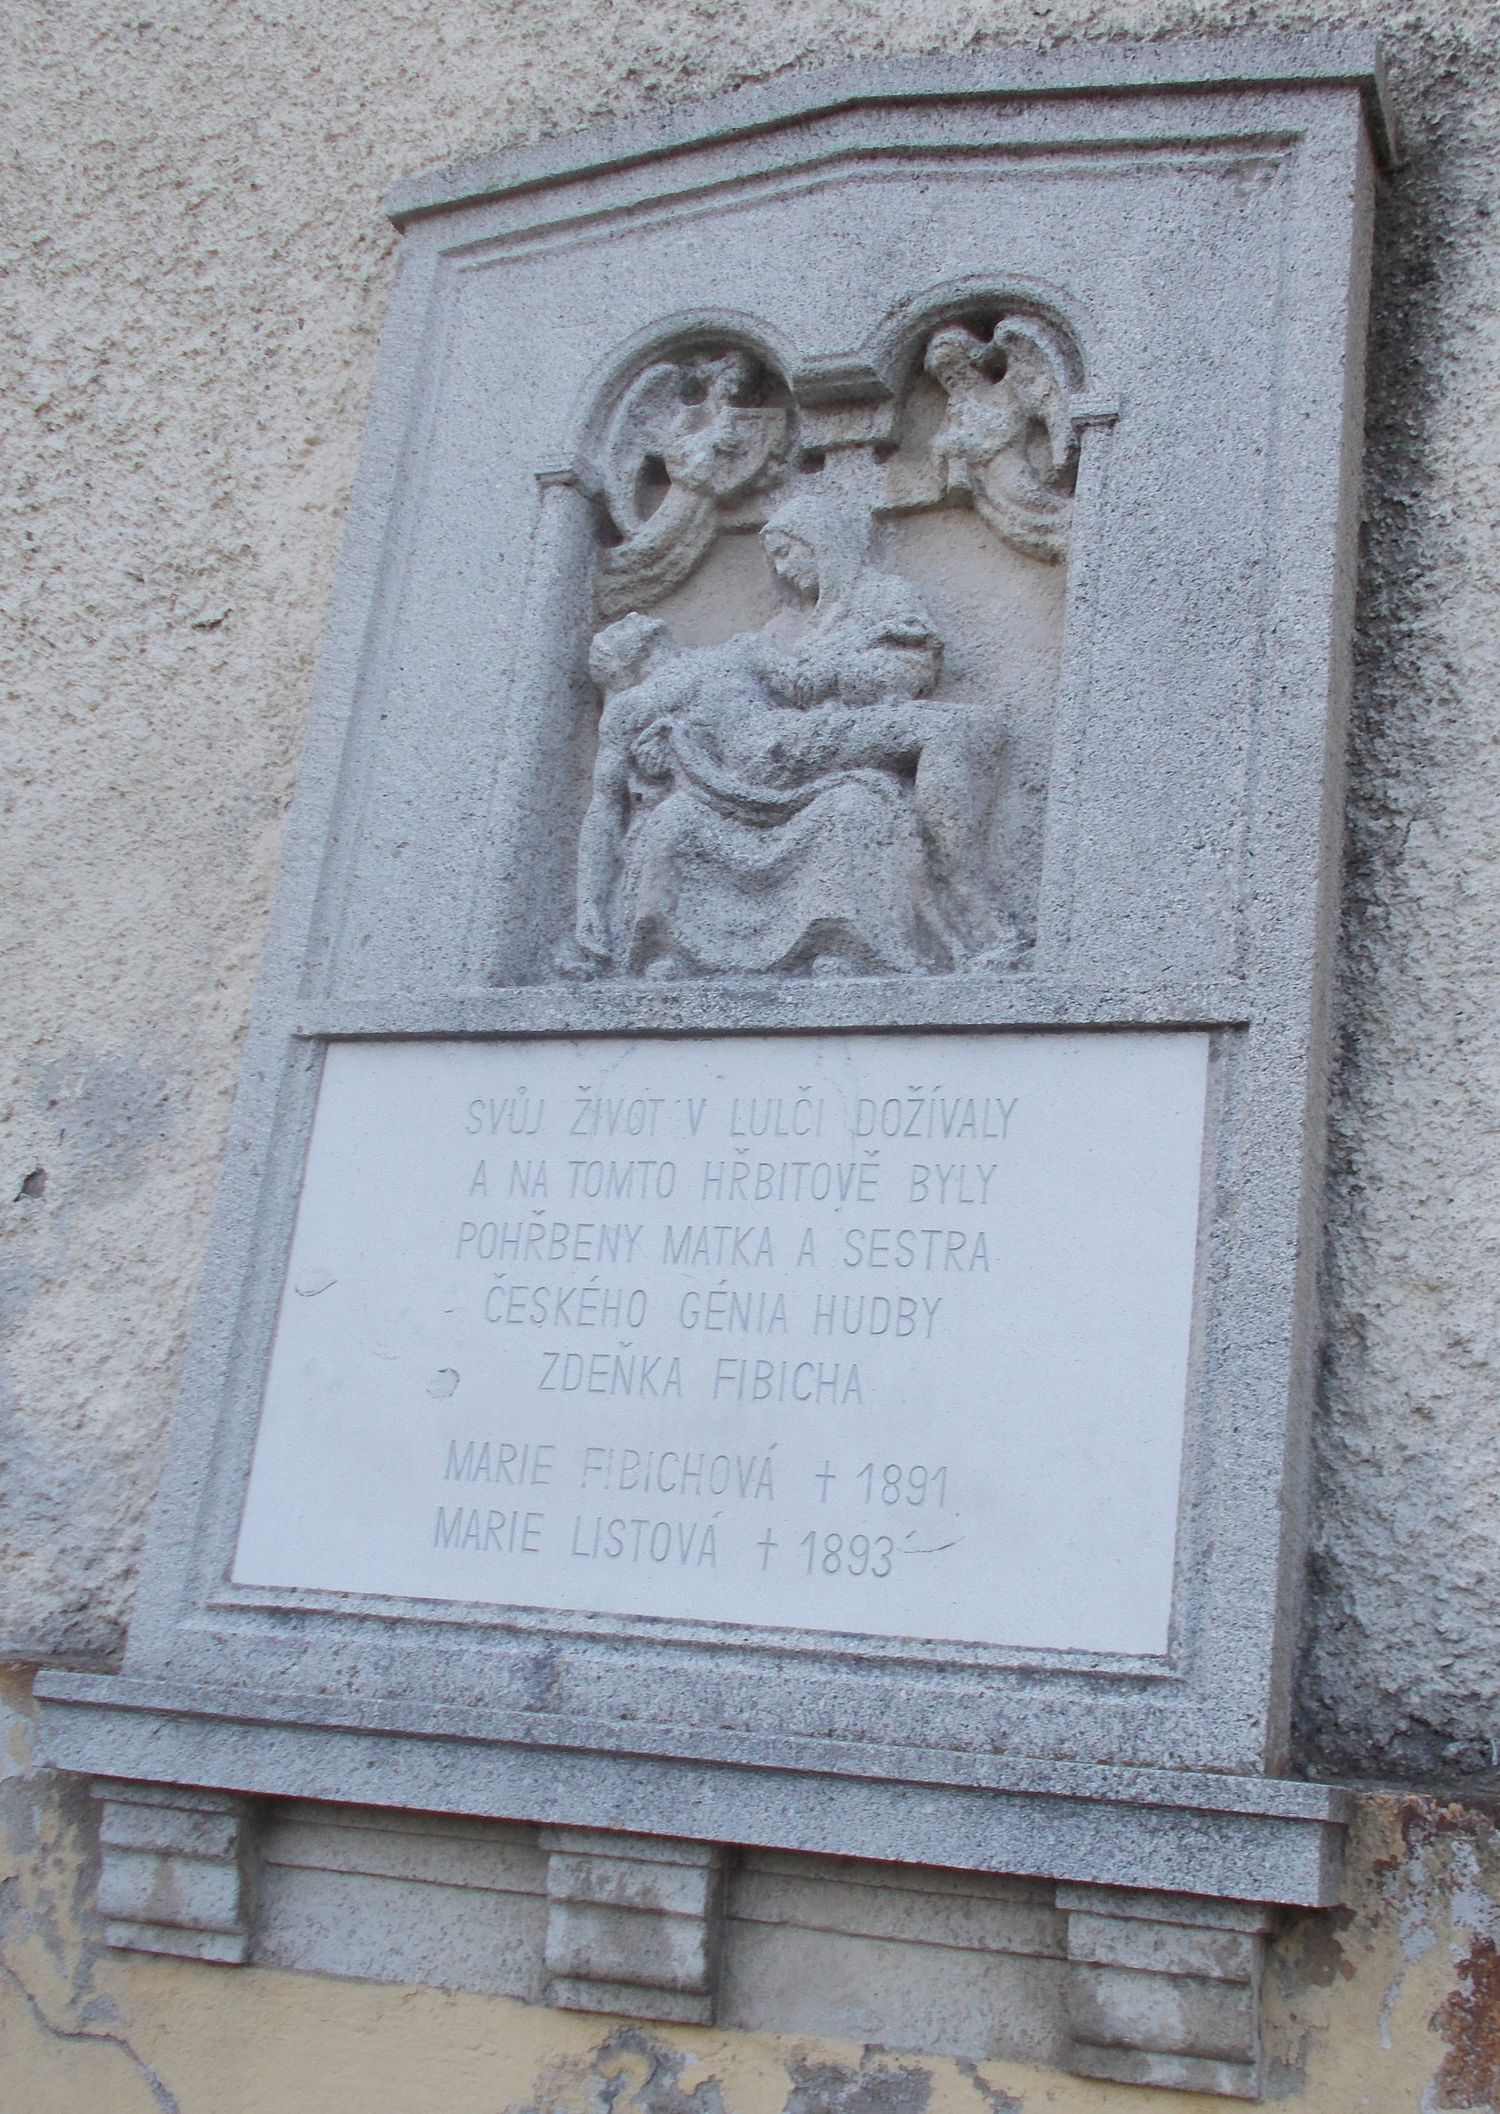 SVŮJ ŽIVOT V LULČI DOŽÍVALY
A NA TOMTO HŘBITOVĚ BYLY
POHŘBENY MATKA A SESTRA
ČESKÉHO GÉNIA HUDBY
ZDEŇKA FIBICHA
MARIE FIBICHOVÁ † 1891
MARIE LISTOVÁ † 1893